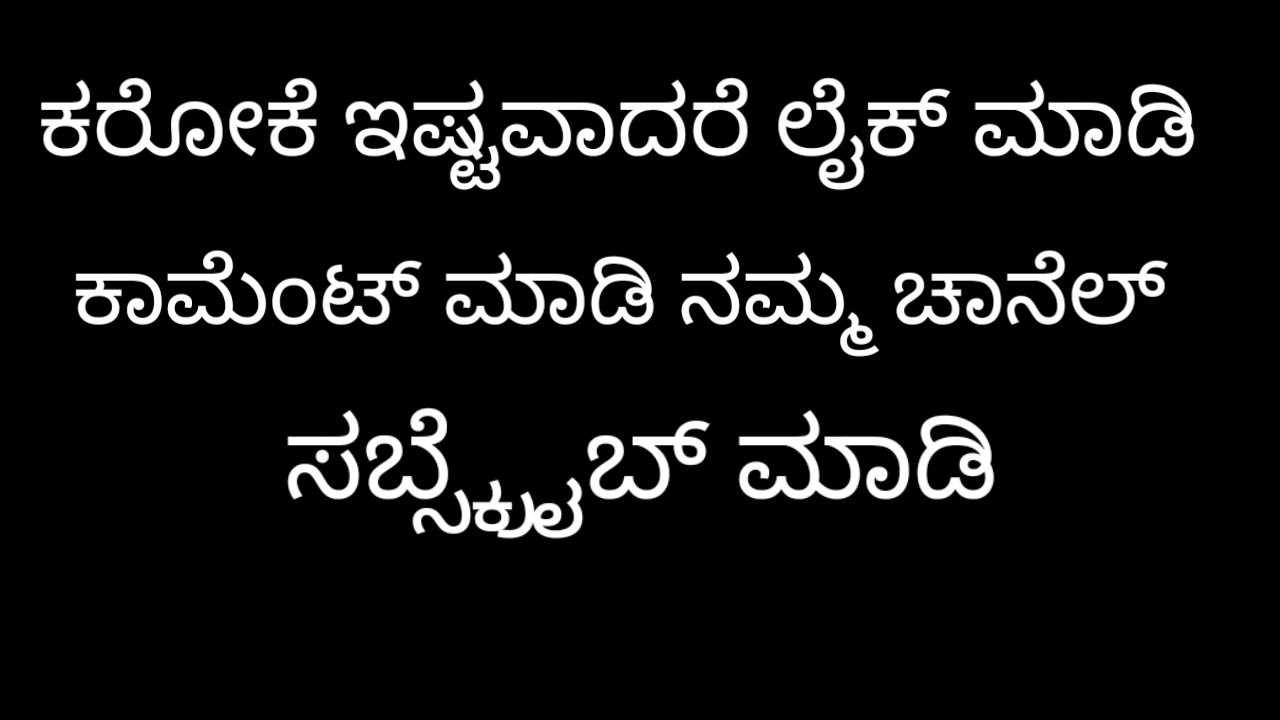 ಕರೋಕೆ ಇಷ್ಟವಾದರೆ ಲೈಕ್ ಮಾಡಿ
ಕಾಮೆಂಟ್ ಮಾಡಿ ನಮ್ಮ ಚಾನೆಲ್
ಸಬ್ಸ್ಕ್ರೈಬ್ ಮಾಡಿ